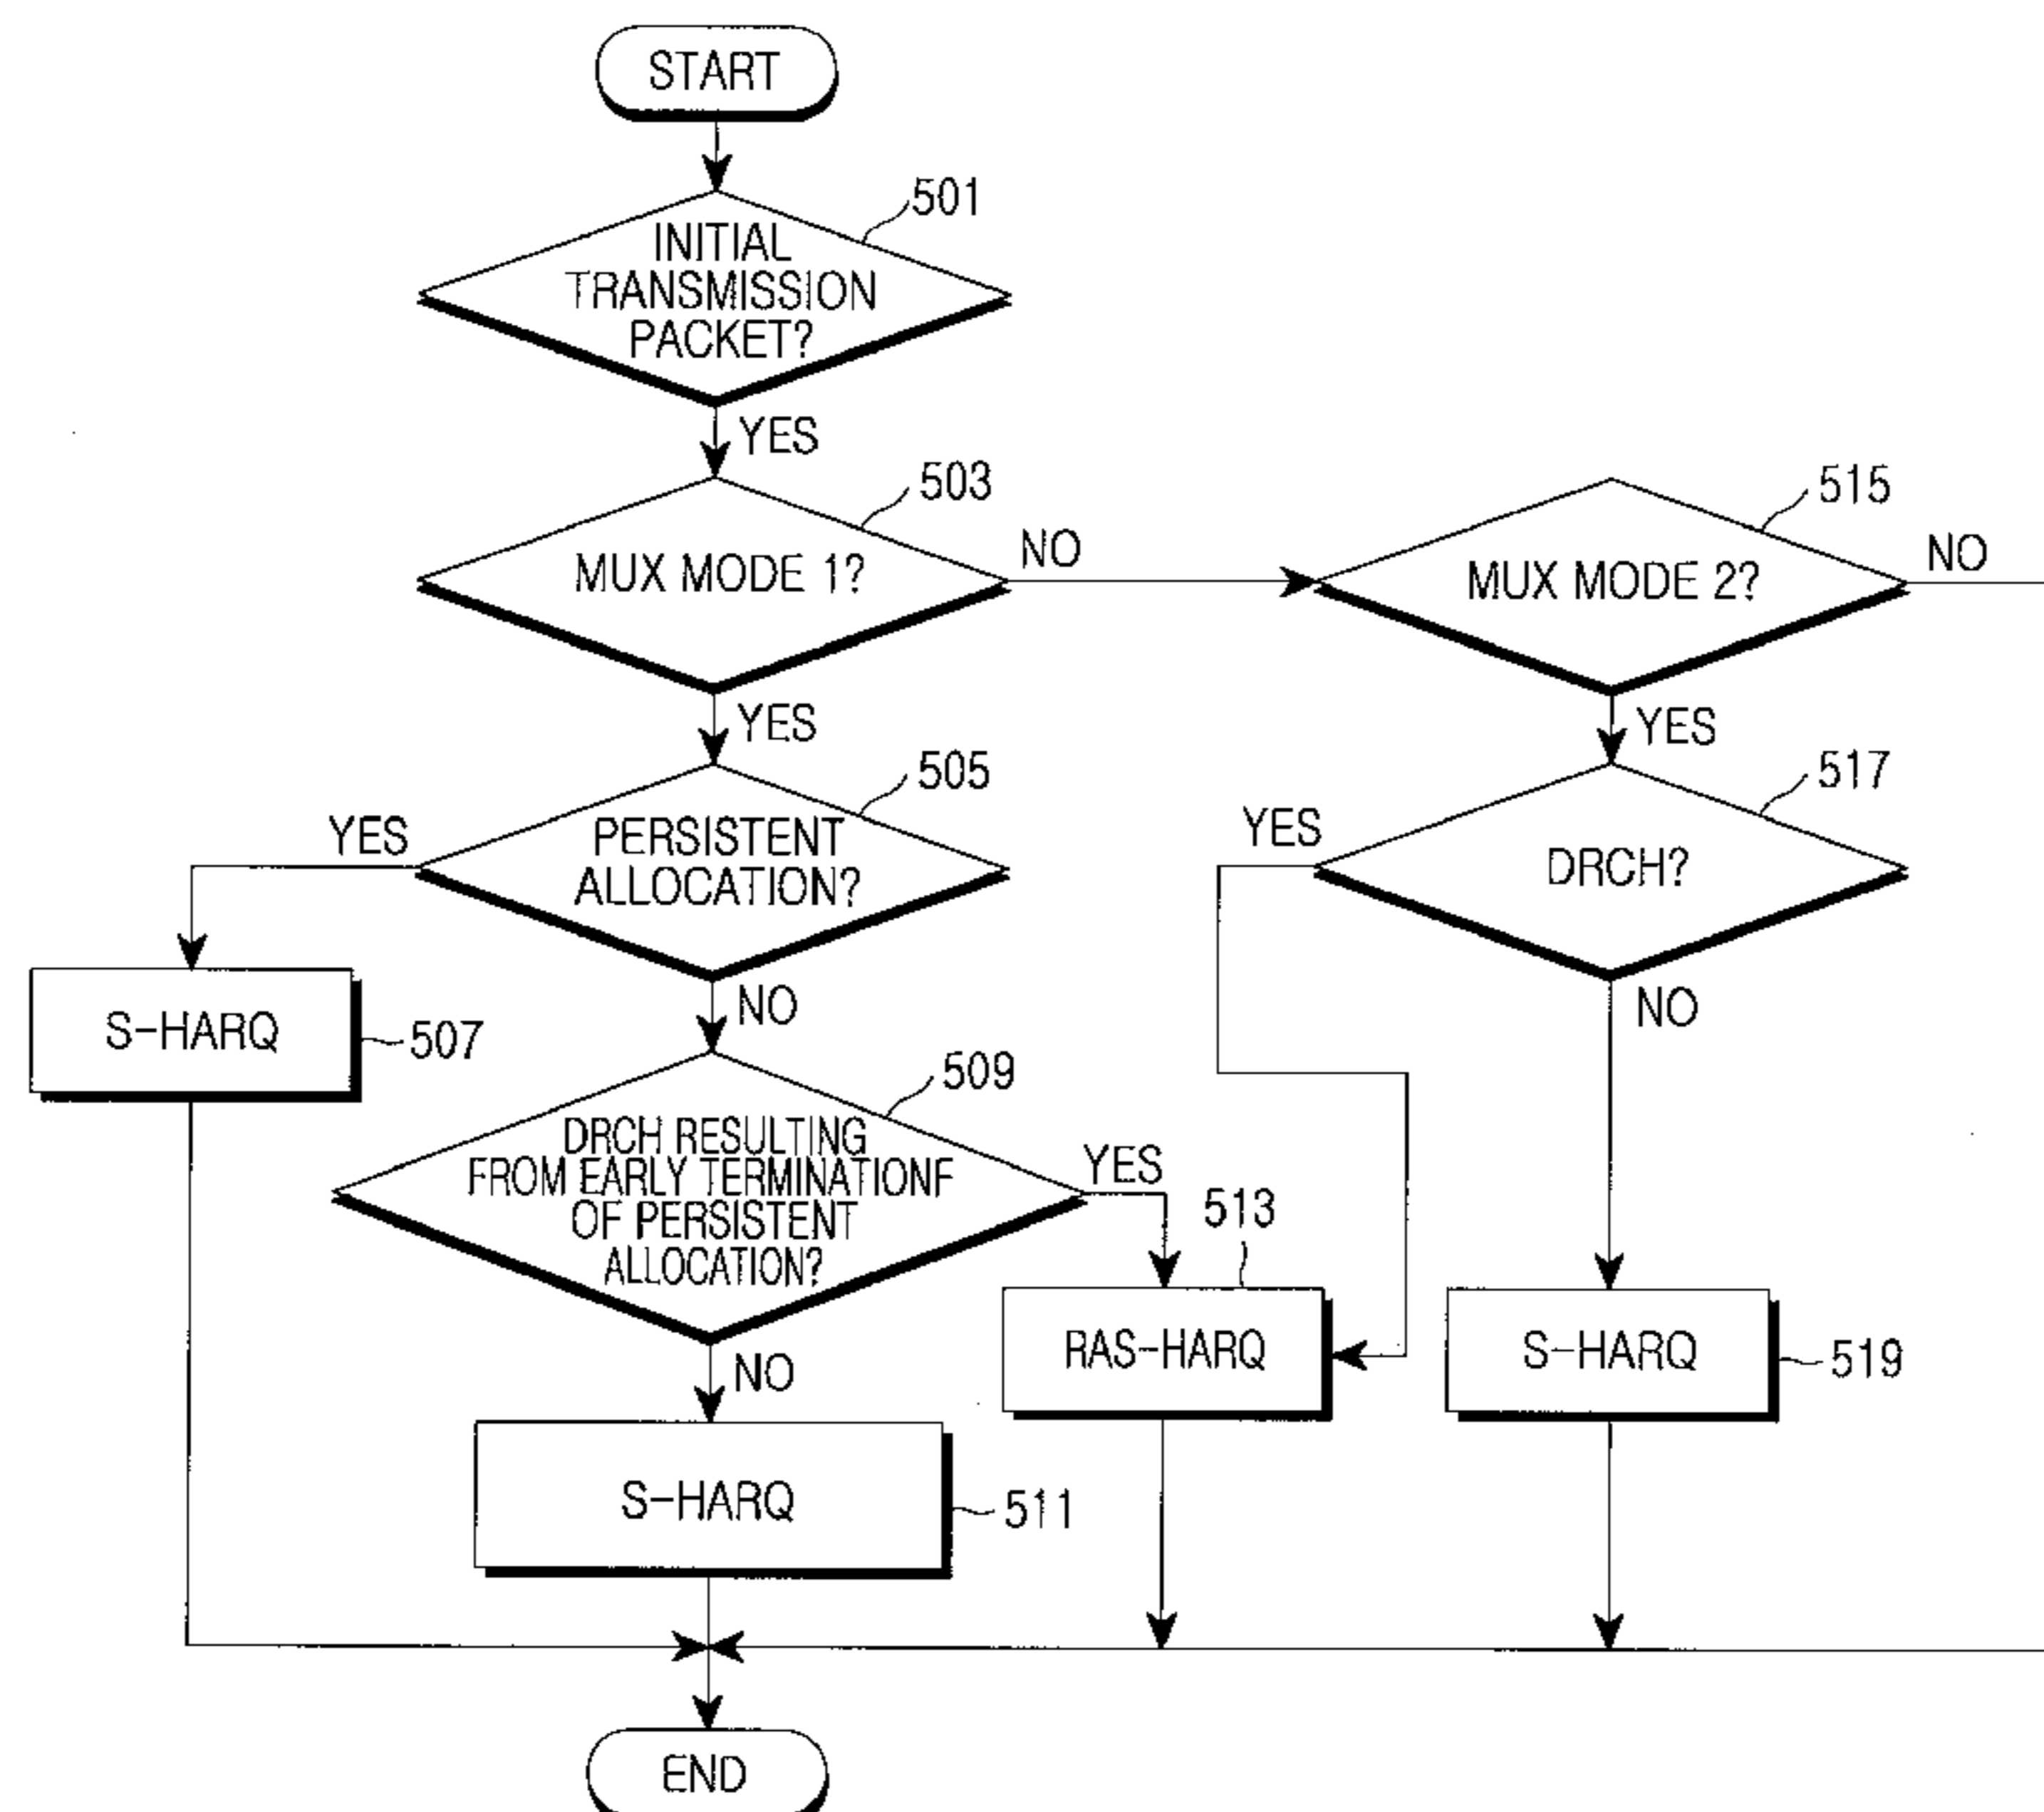 START
501
INITIAL
TRANSMISSION
PACKET?
YES
503
MUX MODE 1?
NO
515
MUX MODE 2?
NO
YES
YES
505
PERSISTENT
ALLOCATION?
YES
517
DRCH?
YES
S-HARQ
507
NO
NO
509
DRCH RESULTING
FROM EARLY TERMINATIONF
OF PERSISTENT
ALLOCATION?
YES
513
RAS-HARQ
S-HARQ
519
NO
S-HARQ
511
END